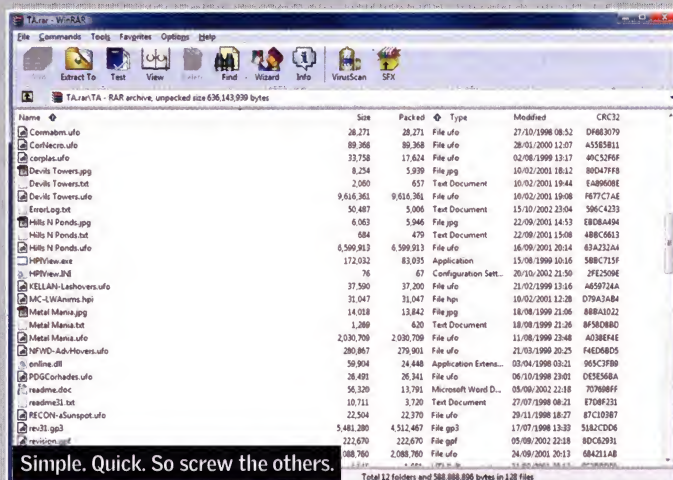 TA.rar - WinRAR
File Commands Tools Favorites Options Help
Extract To Test View Find Wizard Info VirusScan SFX
TA.rar\TA - RAR archive, unpacked size 636,143,939 bytes
Name Size Packed Type Modified CRC32
Cormabm.ufo 28,271 28,271 File ufo 27/10/1998 08:52 DF683079
CorNecro.ufo 89,368 89,368 File ufo 28/01/2000 12:07 A55B5B11
corplas.ufo 33,758 17,624 File ufo 02/08/1999 13:17 40C52F6F
Devils Towers.jpg 8,254 5,939 File jpg 10/02/2001 18:12 80D47FF8
Devils Towers.txt 2,060 657 Text Document 10/02/2001 19:44 EA89608E
Devils Towers.ufo 9,616,361 9,616,361 File ufo 10/02/2001 19:08 F677C7AE
ErrorLog.txt 50,487 5,006 Text Document 15/10/2002 23:04 596C4233
Hills N Ponds.jpg 6,063 5,946 File jpg 22/09/2001 14:53 EBD8A494
Hills N Ponds.txt 684 479 Text Document 22/09/2001 15:08 4B8C6613
Hills N Ponds.ufo 6,599,913 6,599,913 File ufo 16/09/2001 20:14 63A232A4
HPIView.exe 172,032 83,035 Application 15/08/1999 10:16 5BBC715F
HPIView.INI 76 67 Configuration Sett... 20/10/2002 21:50 2FE2509E
KELLAN-Lashovers.ufo 37,590 37,200 File ufo 21/02/1999 13:16 A659724A
MC-LWAnims.hpi 31,047 31,047 File hpi 10/02/2001 12:28 D79A3AB4
Metal Mania.jpg 14,018 13,842 File jpg 18/08/1999 21:06 8BBA1022
Metal Mania.txt 1,269 620 Text Document 18/08/1999 21:26 8F58D8BD
Metal Mania.ufo 2,030,709 2,030,709 File ufo 11/08/1999 23:48 A038EF4E
NFWD-AdvHovers.ufo 280,867 279,901 File ufo 21/03/1999 20:25 F4ED6BD5
online.dll 59,904 24,448 Application Extens... 03/04/1998 03:21 965C3FB0
PDGCorhades.ufo 26,491 26,341 File ufo 06/10/1998 23:01 DE5E56BA
readme.doc 56,320 13,791 Microsoft Word D... 05/09/2002 22:18 707698FF
readme31.txt 10,711 3,720 Text Document 27/07/1998 08:21 E7D8F231
RECON-aSunspot.ufo 22,504 22,370 File ufo 29/11/1998 18:27 87C103B7
rev31.gp3 5,481,280 4,512,467 File gp3 17/07/1998 13:33 5182CDD6
revision.gpf 222,670 222,670 File gpf 05/09/2002 22:18 BDC62931
2,088,760 2,088,760 File ufo 24/09/2001 20:13 684211AB
Simple. Quick. So screw the others.
Total 12 folders and 588,888,896 bytes in 128 files